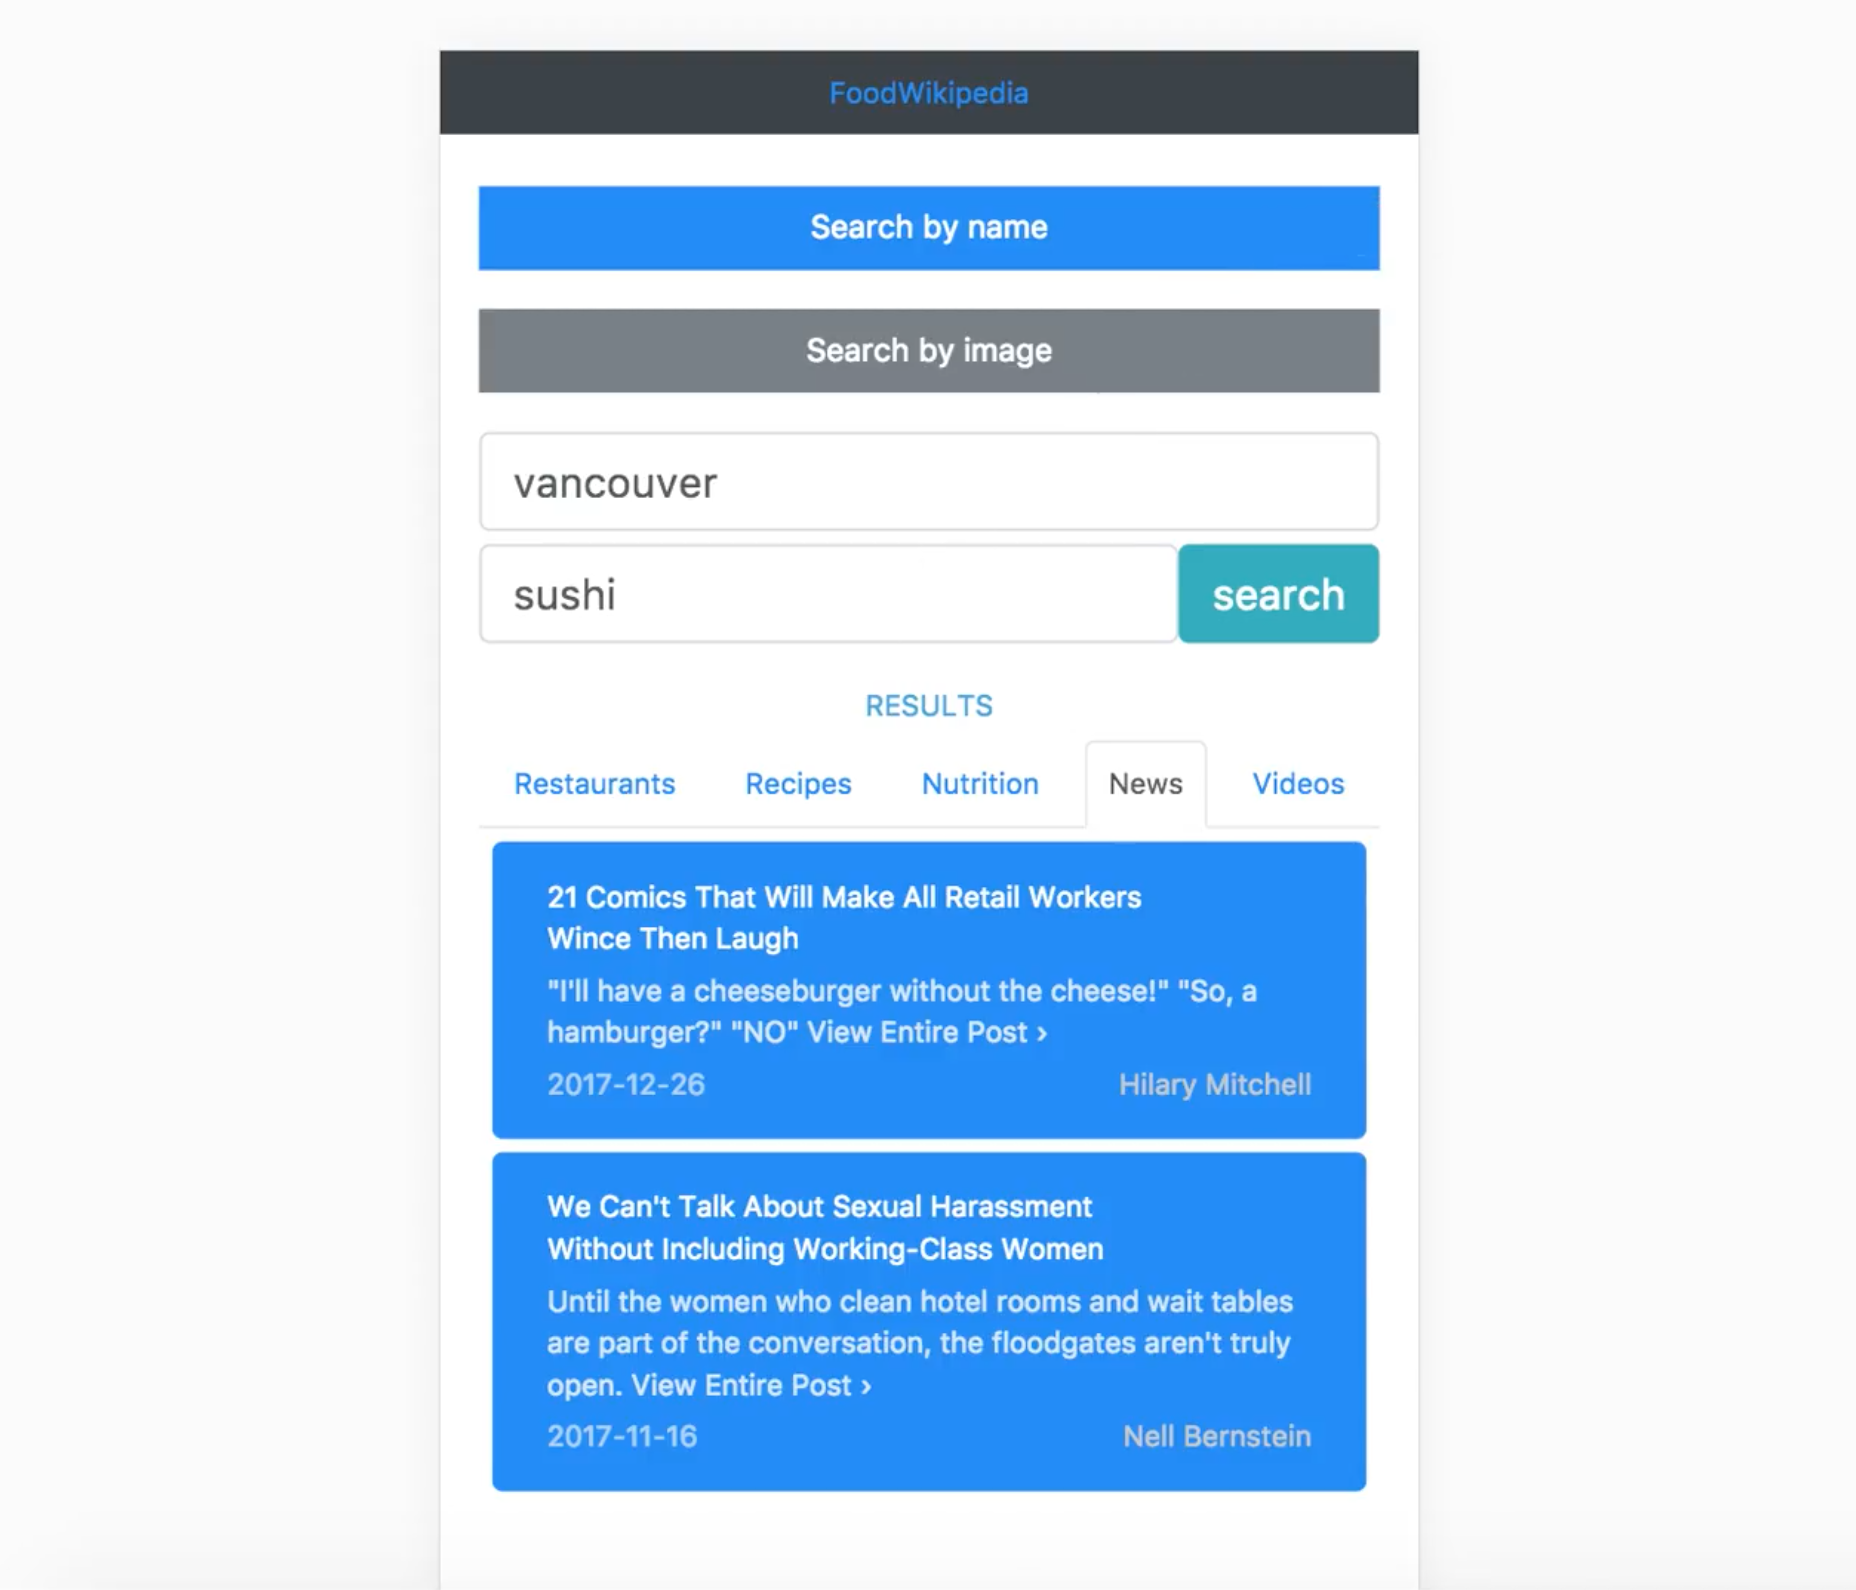 FoodWikipedia
Search by name
Search by image
vancouver
sushi
search
RESULTS
Restaurants Recipes Nutrition News Videos
21 Comics That Will Make All Retail Workers
Wince Then Laugh
"I'll have a cheeseburger without the cheese!" "So, a
hamburger?" "NO" View Entire Post ›
2017-12-26 Hilary Mitchell
We Can't Talk About Sexual Harassment
Without Including Working-Class Women
Until the women who clean hotel rooms and wait tables
are part of the conversation, the floodgates aren't truly
open. View Entire Post ›
2017-11-16 Nell Bernstein